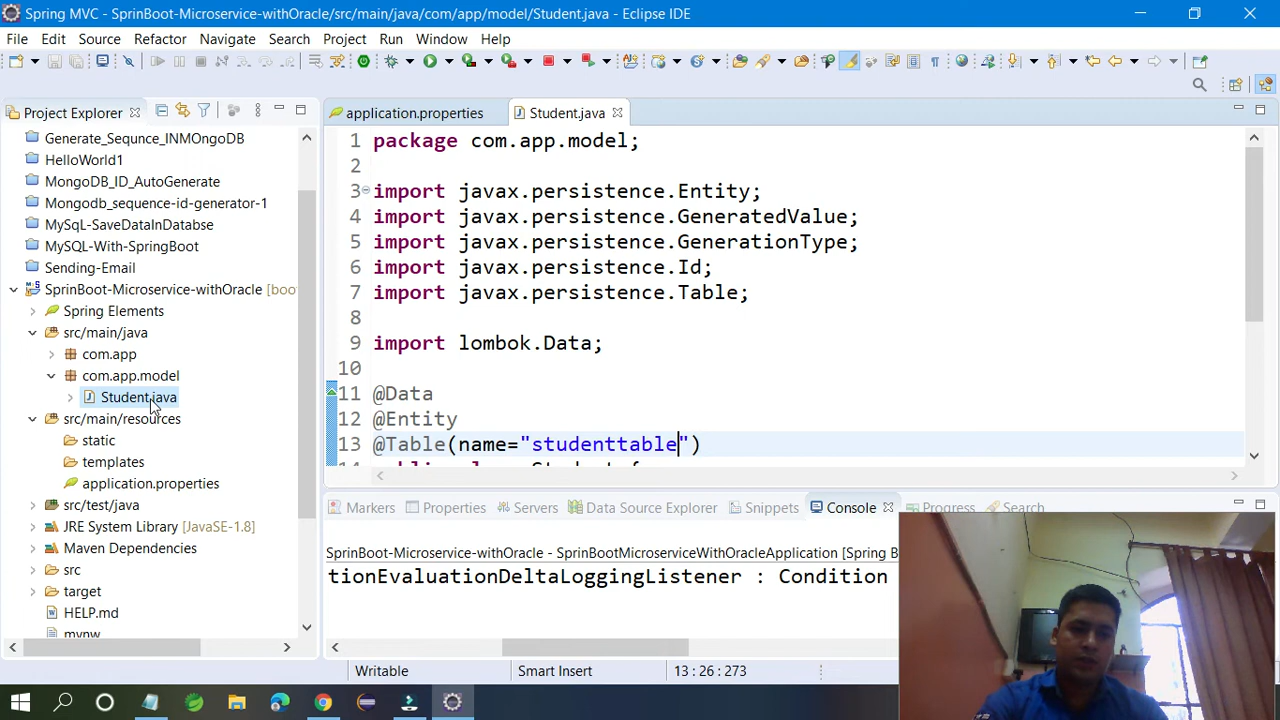 Spring MVC - SprinBoot-Microservice-withOracle/src/main/java/com/app/model/Student.java - Eclipse IDE
File Edit Source Refactor Navigate Search Project Run Window Help
Project Explorer
Generate_Sequnce_INMOngoDB
HelloWorld1
MongoDB_ID_AutoGenerate
Mongodb_sequence-id-generator-1
MySqL-SaveDataInDatabse
MySQL-With-SpringBoot
Sending-Email
SprinBoot-Microservice-withOracle [boo
Spring Elements
src/main/java
com.app
com.app.model
Student.java
src/main/resources
static
templates
application.properties
src/test/java
JRE System Library [JavaSE-1.8]
Maven Dependencies
src
target
HELP.md
mvnw
application.properties Student.java
1 package com.app.model;
2
3 import javax.persistence.Entity;
4 import javax.persistence.GeneratedValue;
5 import javax.persistence.GenerationType;
6 import javax.persistence.Id;
7 import javax.persistence.Table;
8
9 import lombok.Data;
10
11 @Data
12 @Entity
13 @Table(name="studenttable")
Markers Properties Servers Data Source Explorer Snippets Console Progress Search
SprinBoot-Microservice-withOracle - SprinBootMicroserviceWithOracleApplication [Spring B
tionEvaluationDeltaLoggingListener : Condition
Writable Smart Insert 13 : 26 : 273